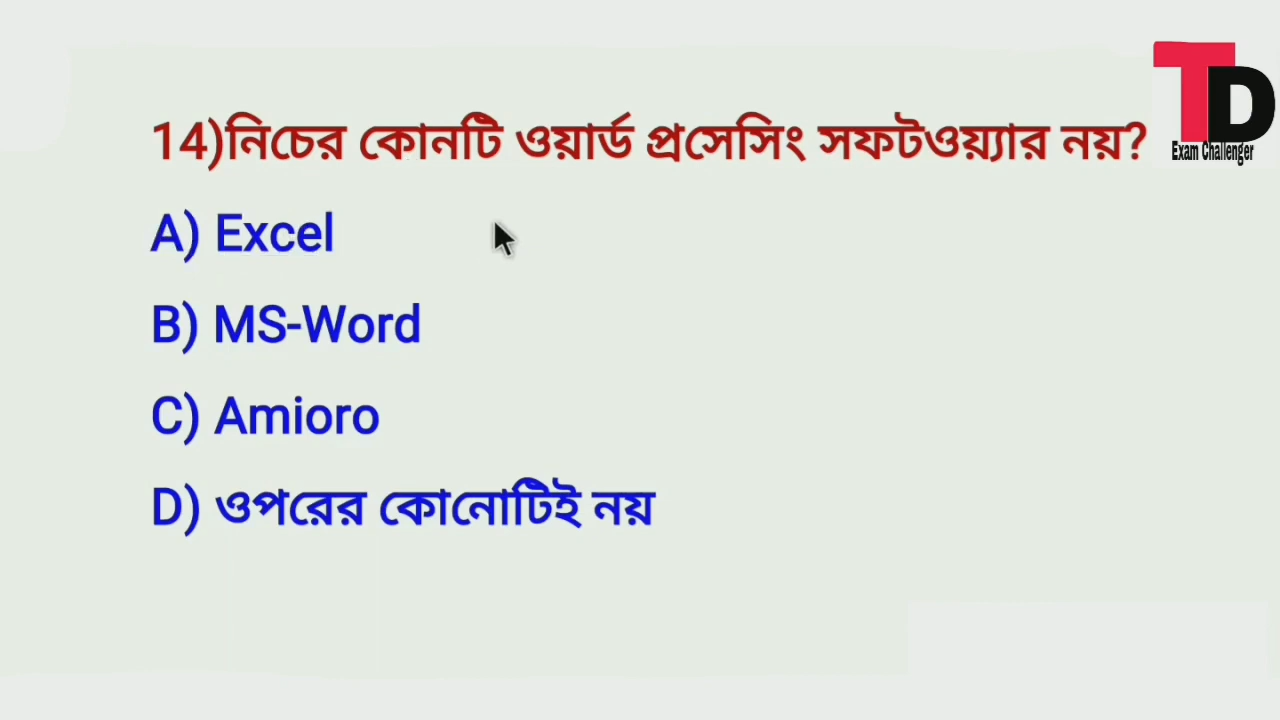 14)নিচের কোনটি ওয়ার্ড প্রসেসিং সফটওয়্যার নয়?
A) Excel
B) MS-Word
C) Amioro
D) ওপরের কোনোটিই নয়
TD
Exam Challenger